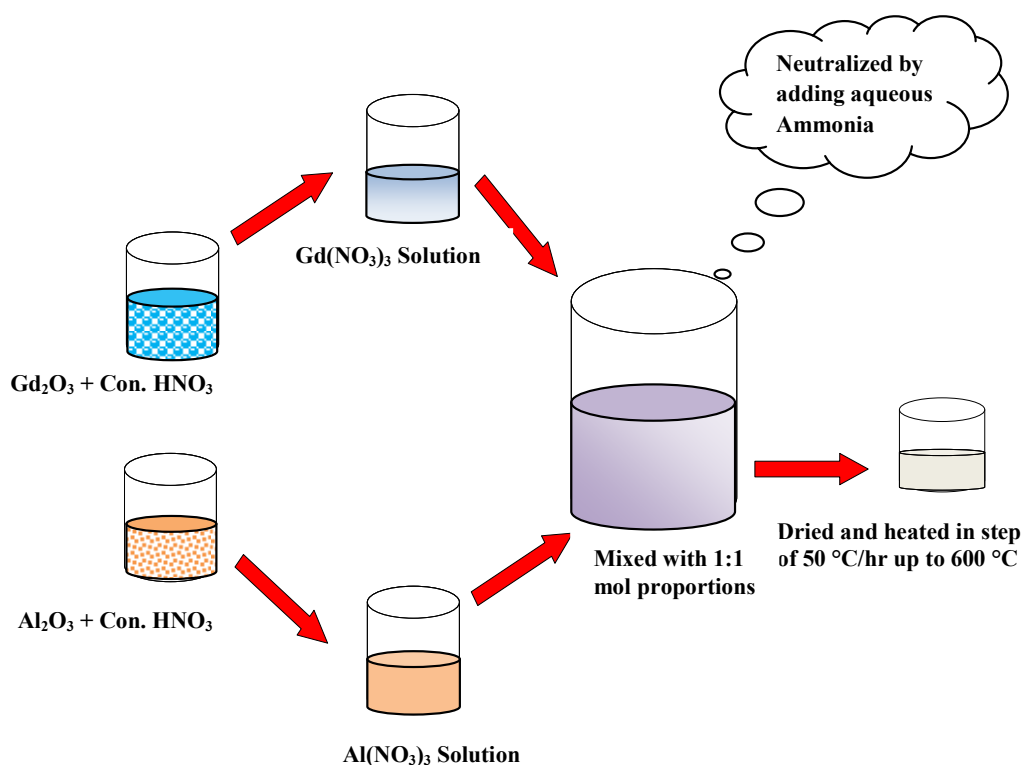 Neutralized by
adding aqueous
Ammonia
Gd(NO₃)₃ Solution
Gd₂O₃ + Con. HNO₃
Al₂O₃ + Con. HNO₃
Al(NO₃)₃ Solution
Mixed with 1:1
mol proportions
Dried and heated in step
of 50 °C/hr up to 600 °C